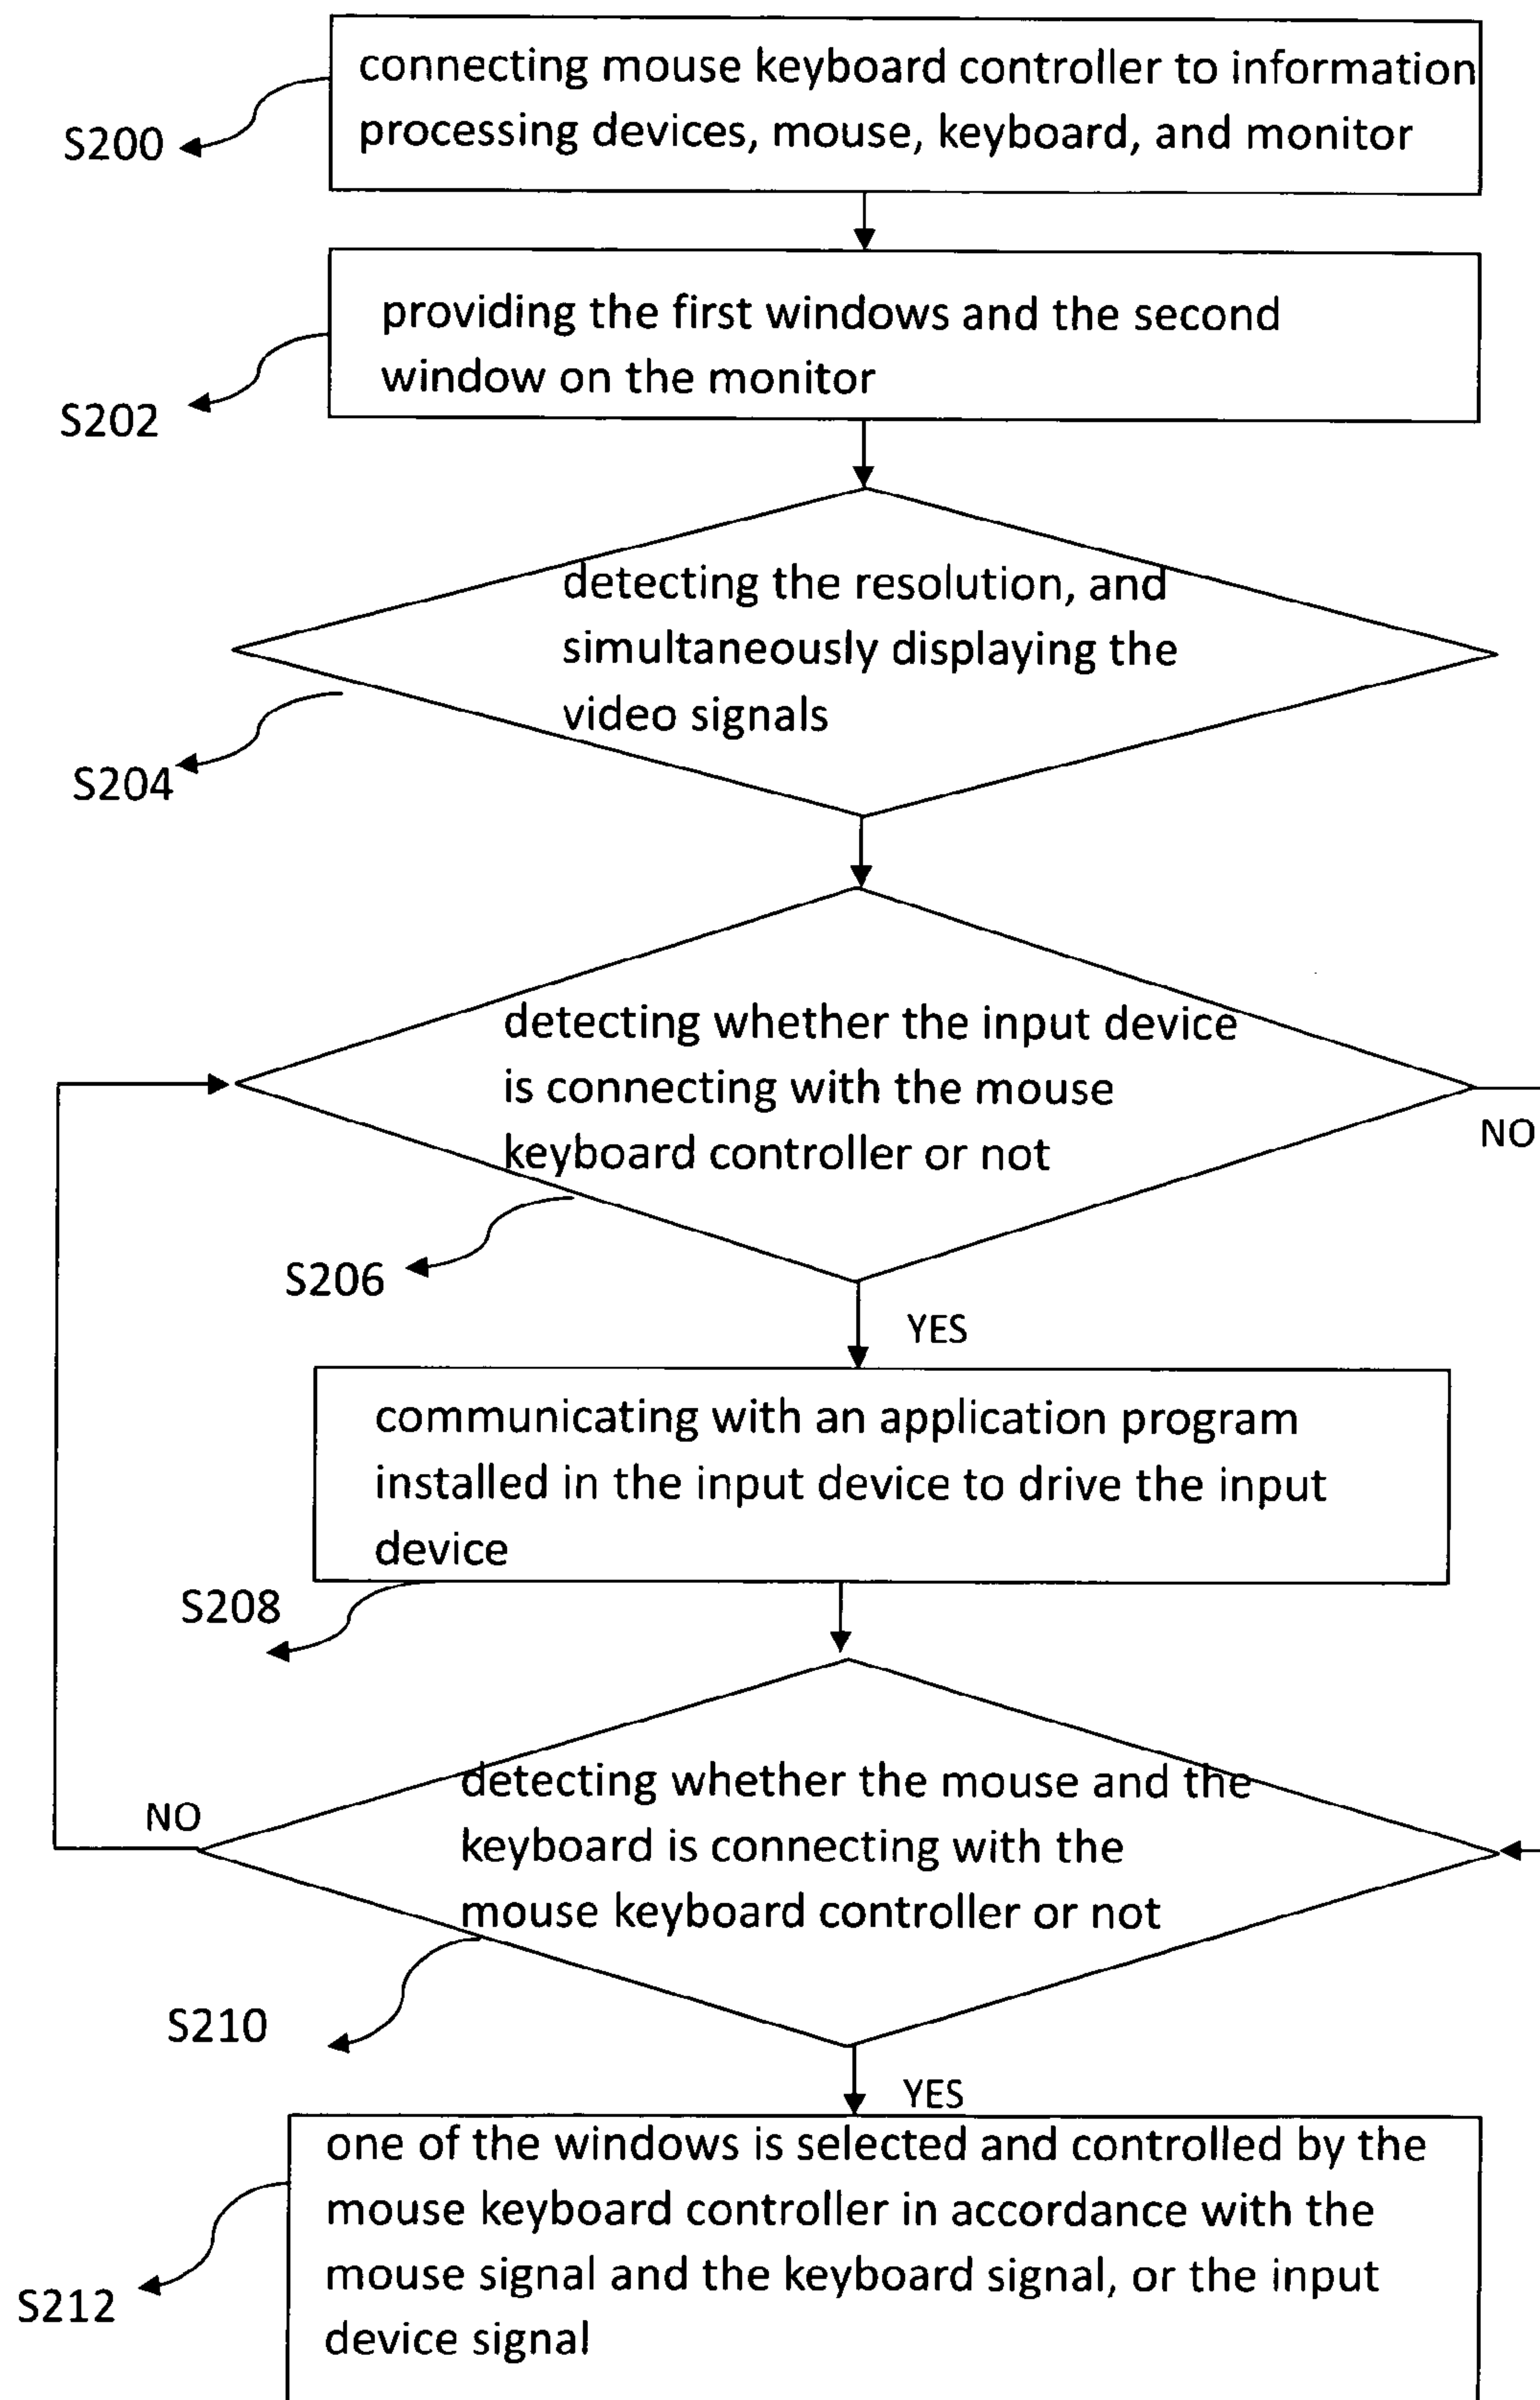 connecting mouse keyboard controller to information
processing devices, mouse, keyboard, and monitor
S200
providing the first windows and the second
window on the monitor
S202
detecting the resolution, and
simultaneously displaying the
video signals
S204
detecting whether the input device
is connecting with the mouse
keyboard controller or not
NO
S206
YES
communicating with an application program
installed in the input device to drive the input
device
S208
detecting whether the mouse and the
keyboard is connecting with the
mouse keyboard controller or not
NO
S210
YES
one of the windows is selected and controlled by the
mouse keyboard controller in accordance with the
mouse signal and the keyboard signal, or the input
device signal
S212